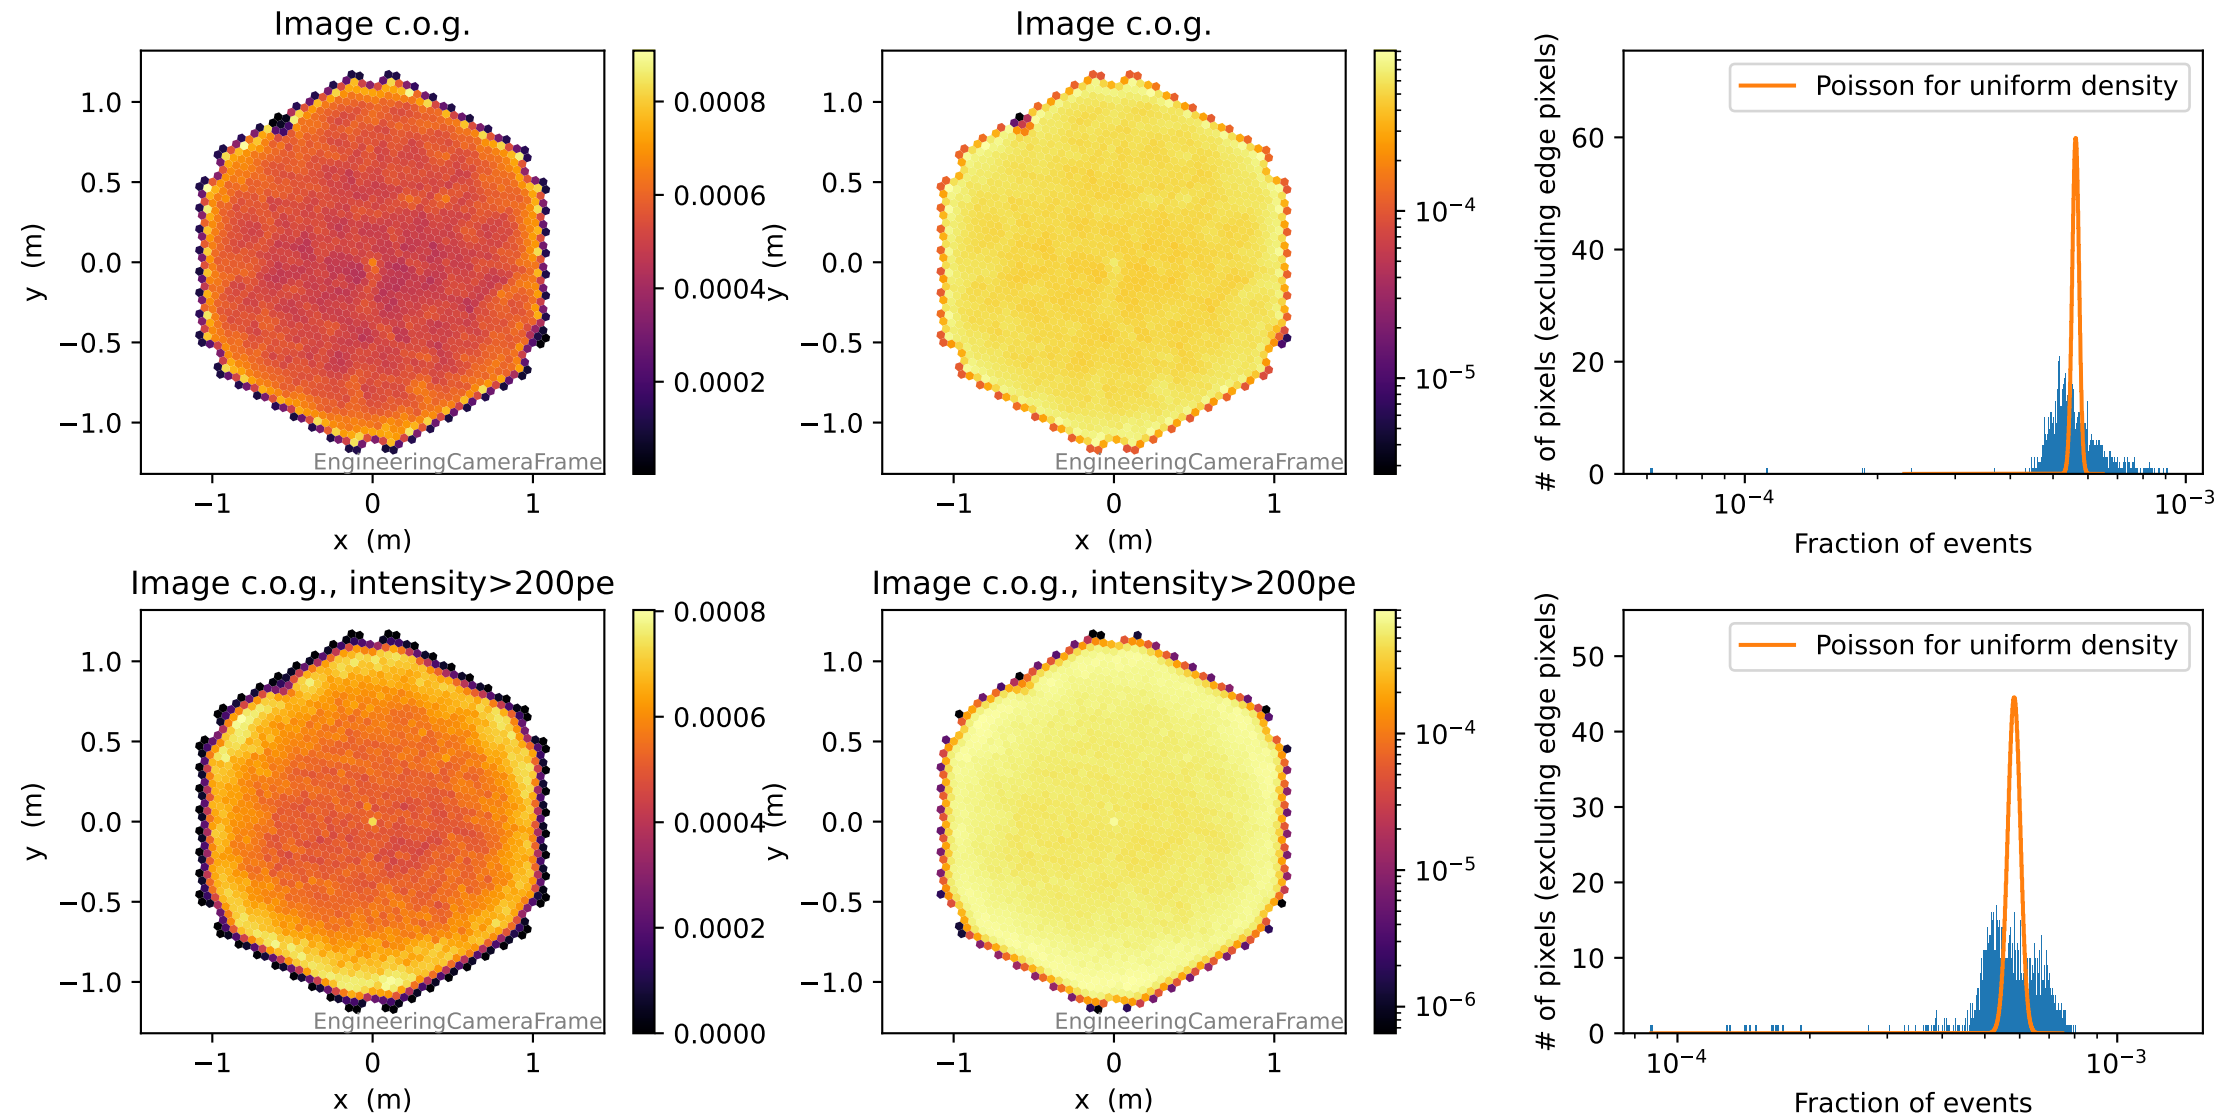 Image c.o.g.
y (m)
1.0
0.5
0.0
−0.5
−1.0
EngineeringCameraFrame
−1
0
1
x (m)
0.0008
0.0006
0.0004
0.0002
Image c.o.g.
y (m)
1.0
0.5
0.0
−0.5
−1.0
EngineeringCameraFrame
−1
0
1
x (m)
10⁻⁴
10⁻⁵
# of pixels (excluding edge pixels)
60
40
20
0
Poisson for uniform density
10⁻⁴
10⁻³
Fraction of events
Image c.o.g., intensity>200pe
y (m)
1.0
0.5
0.0
−0.5
−1.0
EngineeringCameraFrame
−1
0
1
x (m)
0.0008
0.0006
0.0004
0.0002
0.0000
Image c.o.g., intensity>200pe
y (m)
1.0
0.5
0.0
−0.5
−1.0
EngineeringCameraFrame
−1
0
1
x (m)
10⁻⁴
10⁻⁵
10⁻⁶
# of pixels (excluding edge pixels)
50
40
30
20
10
0
Poisson for uniform density
10⁻⁴
10⁻³
Fraction of events